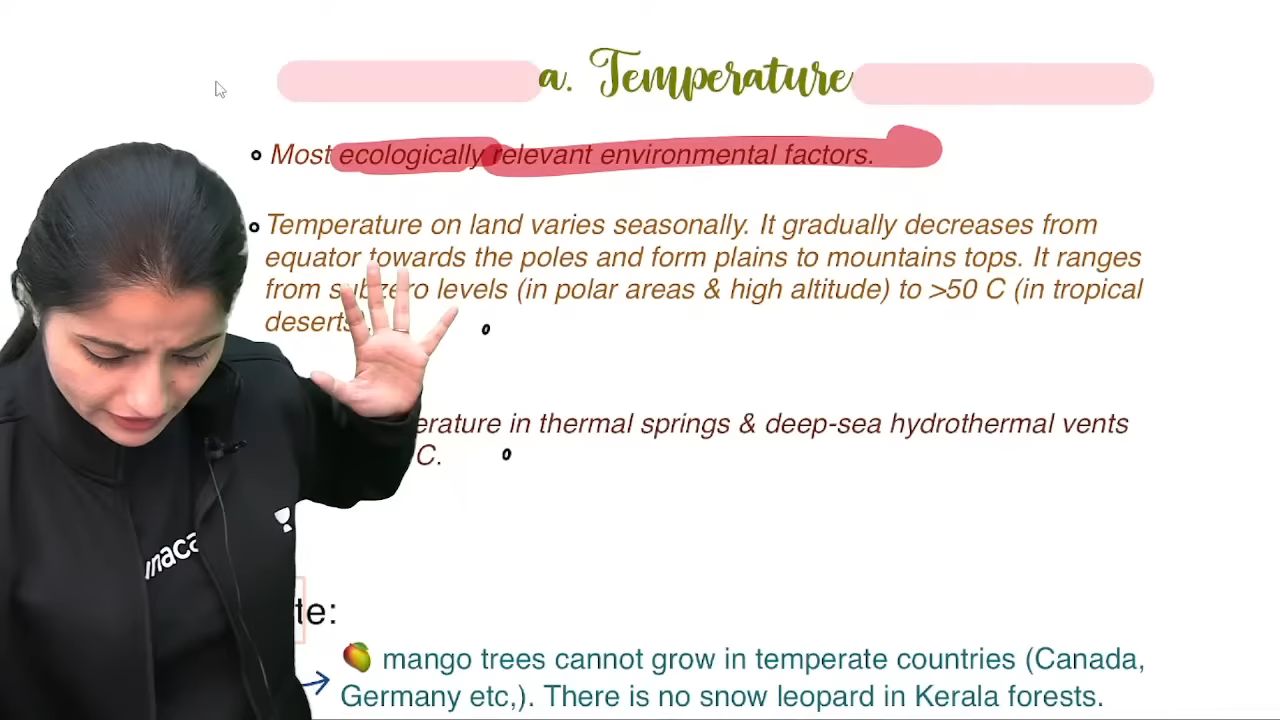 a. Temperature
Most ecologically relevant environmental factors.
Temperature on land varies seasonally. It gradually decreases from
equator towards the poles and form plains to mountains tops. It ranges
from subzero levels (in polar areas & high altitude) to >50 C (in tropical
deserts).
in thermal springs & deep-sea hydrothermal vents
C.
mango trees cannot grow in temperate countries (Canada,
Germany etc,). There is no snow leopard in Kerala forests.